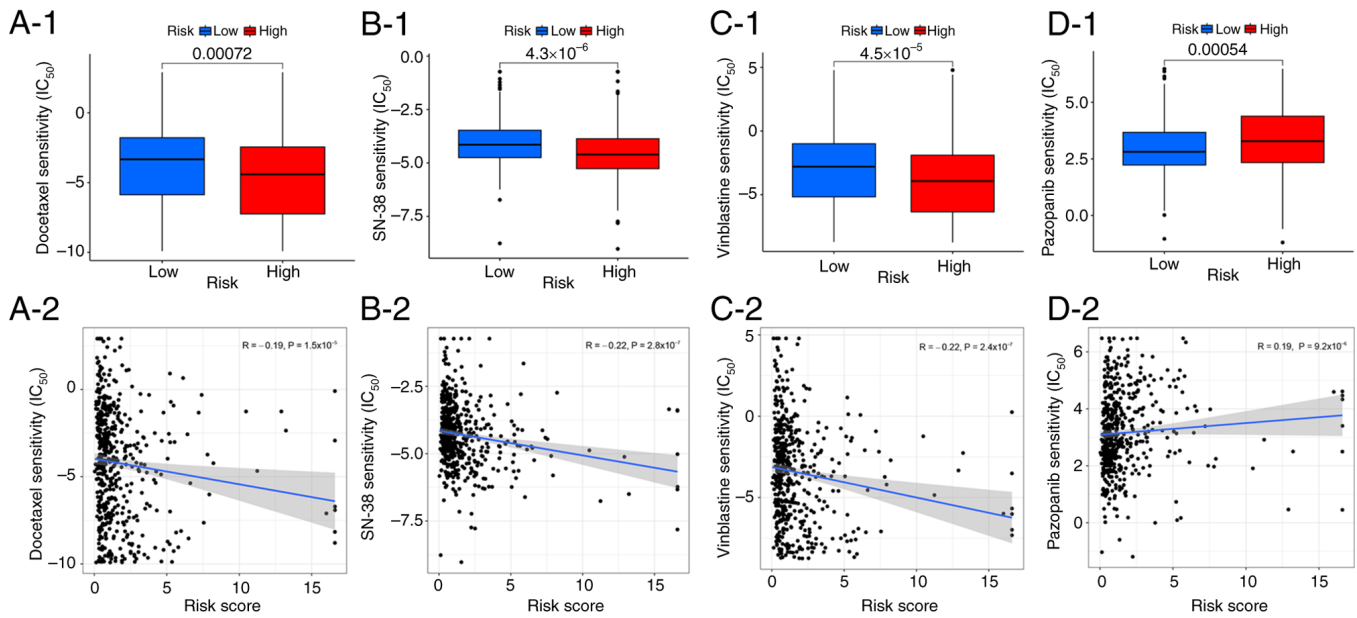 A-1
Risk Low High
0.00072
Docetaxel sensitivity (IC50)
0
−5
−10
Low High
Risk
B-1
Risk Low High
4.3×10−6
SN-38 sensitivity (IC50)
0.0
−2.5
−5.0
−7.5
Low High
Risk
C-1
Risk Low High
4.5×10−5
Vinblastine sensitivity (IC50)
5
0
−5
Low High
Risk
D-1
Risk Low High
0.00054
Pazopanib sensitivity (IC50)
5.0
2.5
0.0
Low High
Risk
A-2
R = −0.19, P = 1.5x10-5
Docetaxel sensitivity (IC50)
0
−5
−10
0 5 10 15
Risk score
B-2
R = −0.22, P = 2.8x10-7
SN-38 sensitivity (IC50)
−2.5
−5.0
−7.5
0 5 10 15
Risk score
C-2
R = −0.22, P = 2.4x10-7
Vinblastine sensitivity (IC50)
5
0
−5
0 5 10 15
Risk score
D-2
R = 0.19, P = 9.2x10-6
Pazopanib sensitivity (IC50)
6
4
2
0
0 5 10 15
Risk score